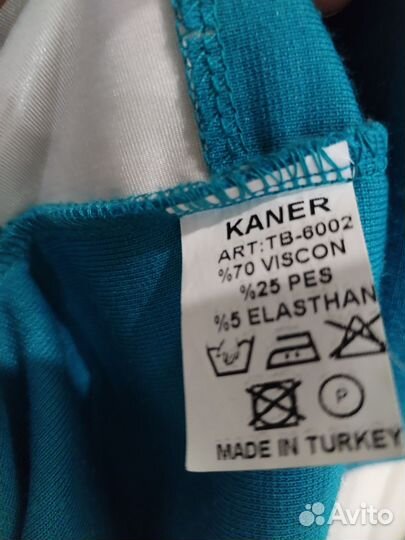 KANER
ART:TB-6002
%70 VISCON
%25 PES
%5 ELASTHAN
P
MADE IN TURKEY
Avito